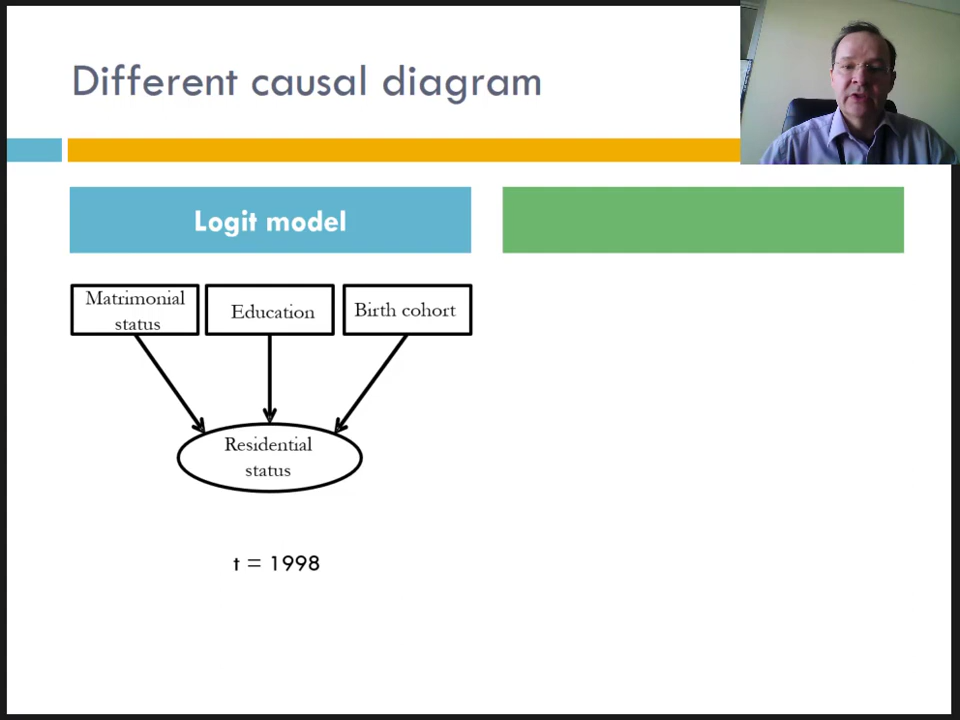 Different causal diagram
Logit model
Matrimonial
status
Education
Birth cohort
Residential
status
t = 1998